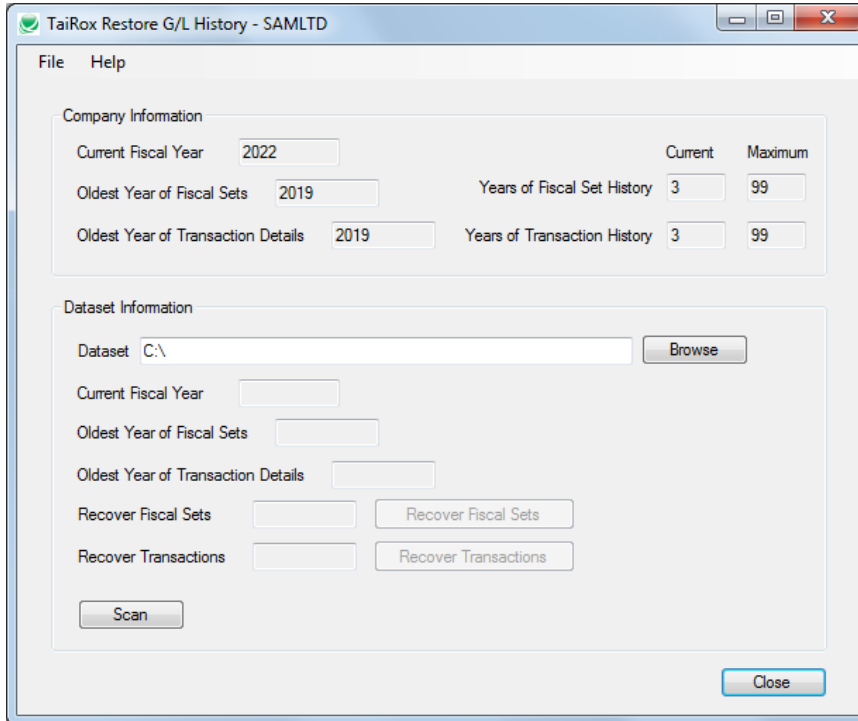 TaiRox Restore G/L History - SAMLTD
File Help
Company Information
Current Fiscal Year 2022 Current Maximum
Oldest Year of Fiscal Sets 2019 Years of Fiscal Set History 3 99
Oldest Year of Transaction Details 2019 Years of Transaction History 3 99
Dataset Information
Dataset C:\ Browse
Current Fiscal Year
Oldest Year of Fiscal Sets
Oldest Year of Transaction Details
Recover Fiscal Sets Recover Fiscal Sets
Recover Transactions Recover Transactions
Scan
Close